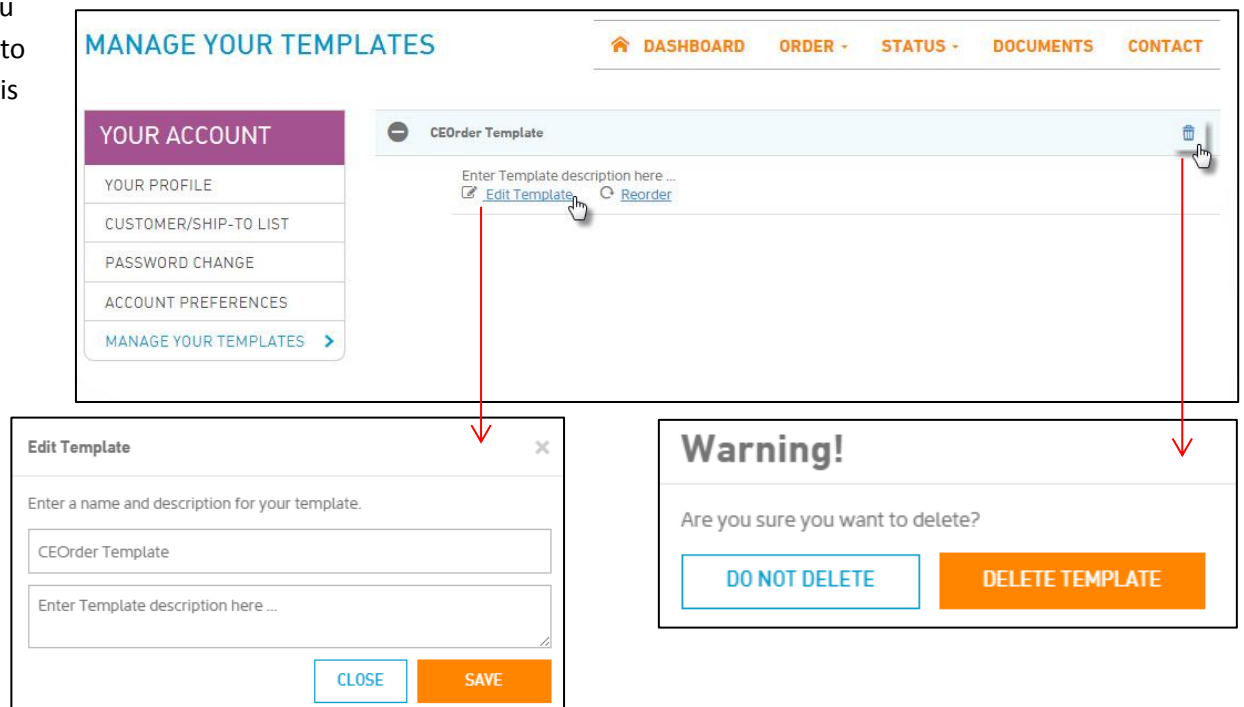 u
to
is
MANAGE YOUR TEMPLATES
DASHBOARD ORDER - STATUS - DOCUMENTS CONTACT
YOUR ACCOUNT
YOUR PROFILE
CUSTOMER/SHIP-TO LIST
PASSWORD CHANGE
ACCOUNT PREFERENCES
MANAGE YOUR TEMPLATES
CEOrder Template
Enter Template description here ...
Edit Template Reorder
Edit Template
Enter a name and description for your template.
CEOrder Template
Enter Template description here ...
CLOSE SAVE
Warning!
Are you sure you want to delete?
DO NOT DELETE DELETE TEMPLATE